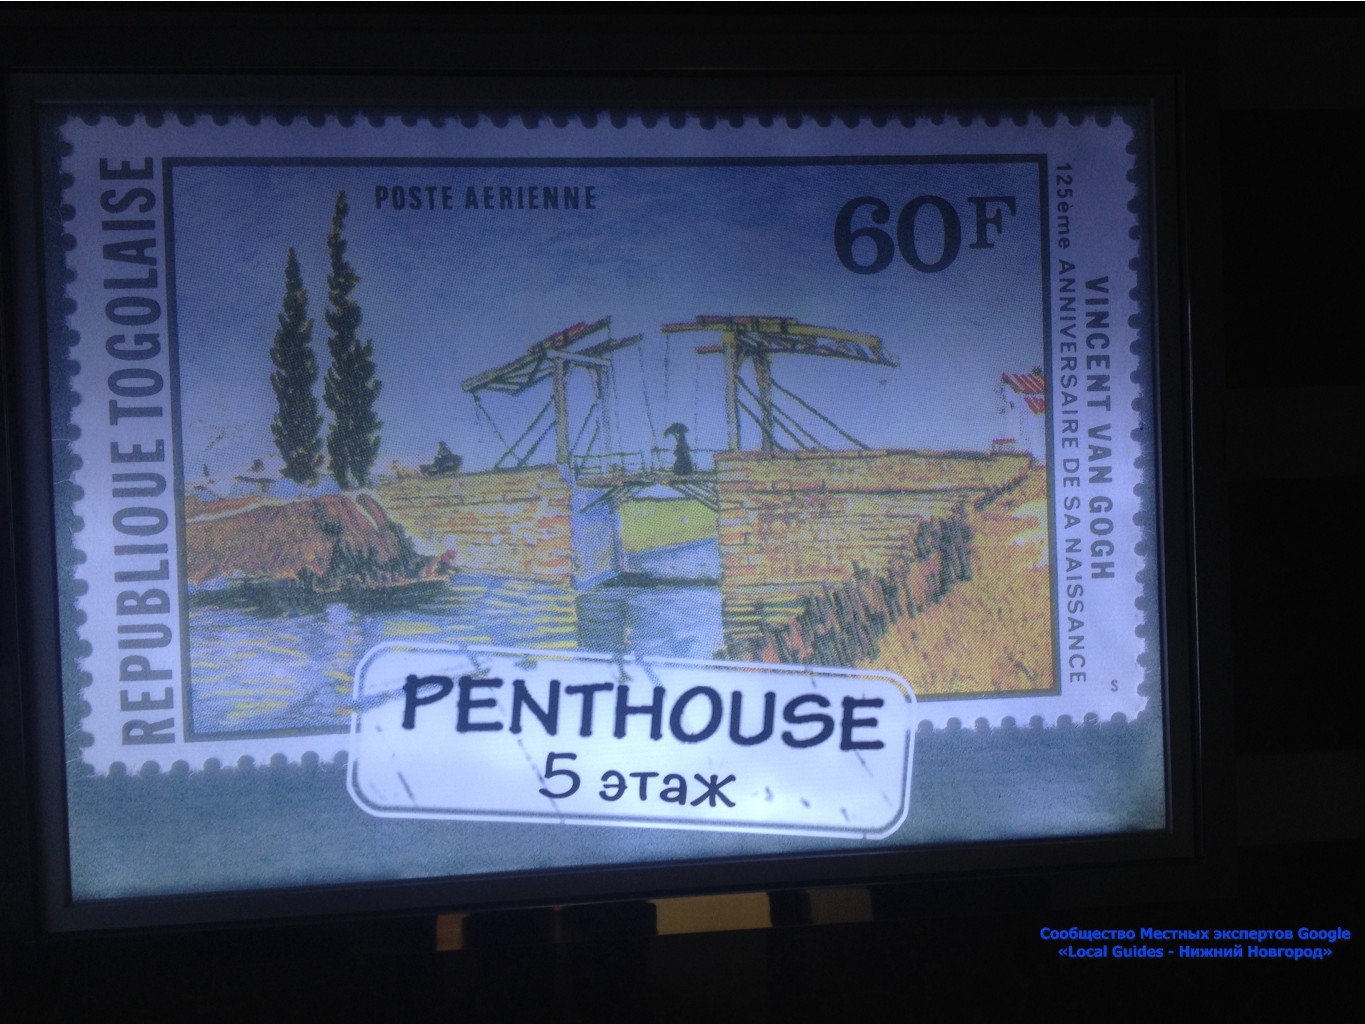 REPUBLIQUE TOGOLAISE
POSTE AERIENNE
60F
125ème ANNIVERSAIRE DE SA NAISSANCE
VINCENT VAN GOGH
S
PENTHOUSE
5 этаж
Сообщество Местных экспертов Google
«Local Guides - Нижний Новгород»